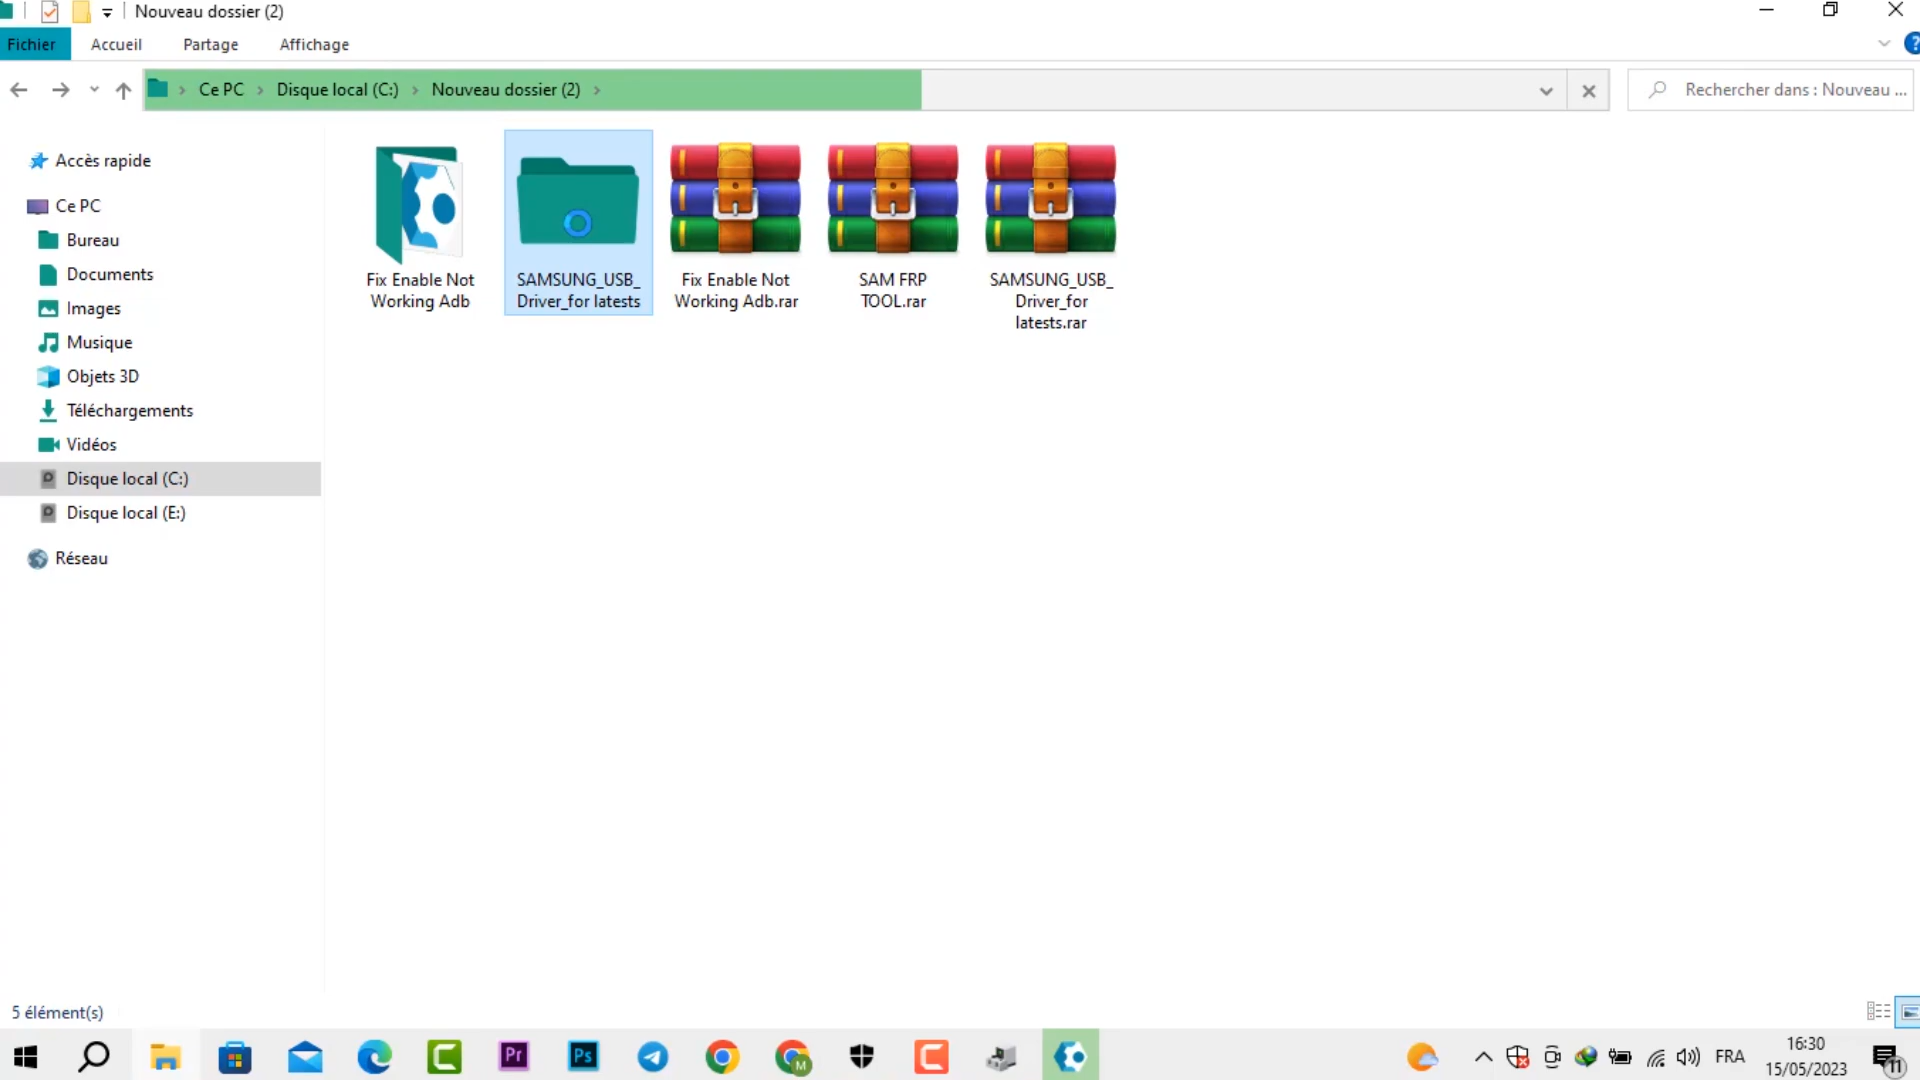 Nouveau dossier (2)
Fichier
Accueil
Partage
Affichage
?
Ce PC
Disque local (C:)
Nouveau dossier (2)
Rechercher dans : Nouveau ...
Accès rapide
Ce PC
Bureau
Documents
Images
Musique
Objets 3D
Téléchargements
Vidéos
Disque local (C:)
Disque local (E:)
Réseau
Fix Enable Not
Working Adb
SAMSUNG_USB_
Driver_for latests
Fix Enable Not
Working Adb.rar
SAM FRP
TOOL.rar
SAMSUNG_USB_
Driver_for
latests.rar
5 élément(s)
Pr
Ps
M
FRA
16:30
15/05/2023
11